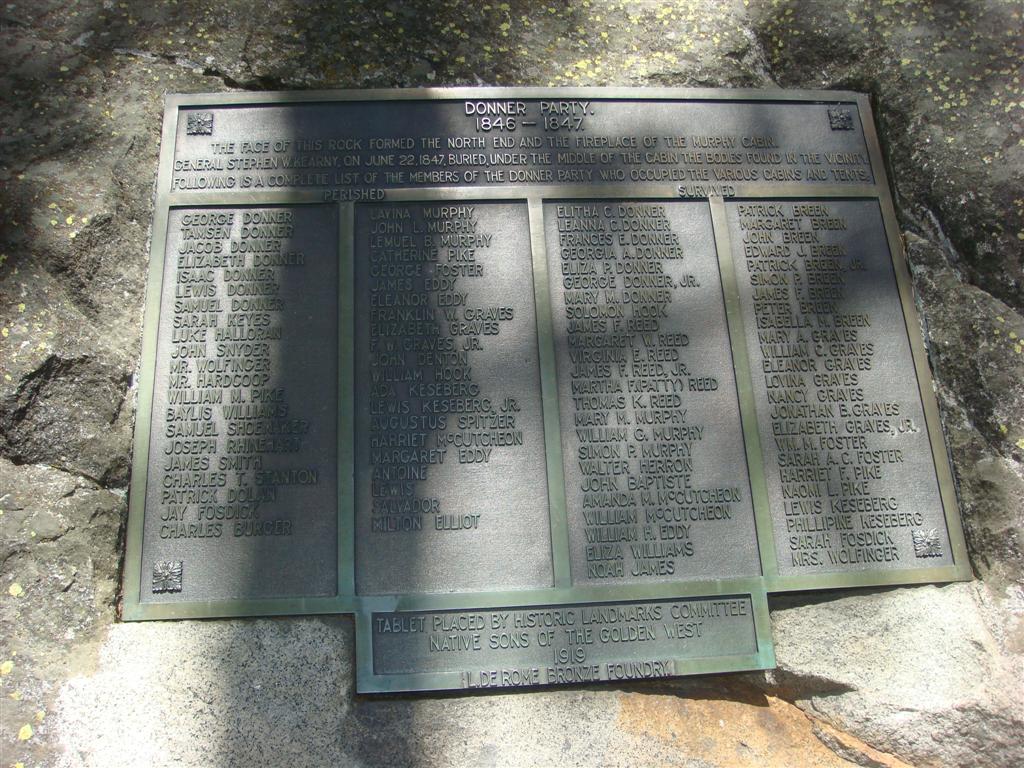 DONNER PARTY.
1846 – 1847.
THE FACE OF THIS ROCK FORMED THE NORTH END AND THE FIREPLACE OF THE MURPHY CABIN.
GENERAL STEPHEN W. KEARNY, ON JUNE 22, 1847, BURIED, UNDER THE MIDDLE OF THE CABIN THE BODIES FOUND IN THE VICINITY.
FOLLOWING IS A COMPLETE LIST OF THE MEMBERS OF THE DONNER PARTY WHO OCCUPIED THE VARIOUS CABINS AND TENTS:
PERISHED
GEORGE DONNER
TAMSEN DONNER
JACOB DONNER
ELIZABETH DONNER
ISAAC DONNER
LEWIS DONNER
SAMUEL DONNER
SARAH KEYES
LUKE HALLORAN
JOHN SNYDER
MR. WOLFINGER
MR. HARDCOOP
WILLIAM M. PIKE
BAYLIS WILLIAMS
SAMUEL SHOEMAKER
JOSEPH RHINEHART
JAMES SMITH
CHARLES T. STANTON
PATRICK DOLAN
JAY FOSDICK
CHARLES BURGER
LAVINA MURPHY
JOHN L. MURPHY
LEMUEL B. MURPHY
CATHERINE PIKE
GEORGE FOSTER
JAMES EDDY
ELEANOR EDDY
FRANKLIN W. GRAVES
ELIZABETH GRAVES
F. W. GRAVES, JR.
JOHN DENTON
WILLIAM HOOK
ADA KESEBERG
LEWIS KESEBERG, JR.
AUGUSTUS SPITZER
HARRIET McCUTCHEON
MARGARET EDDY
ANTOINE
LEWIS
SALVADOR
MILTON ELLIOT
SURVIVED
ELITHA C. DONNER
LEANNA C. DONNER
FRANCES E. DONNER
GEORGIA A. DONNER
ELIZA P. DONNER
GEORGE DONNER, JR.
MARY M. DONNER
SOLOMON HOOK
JAMES F. REED
MARGARET W. REED
VIRGINIA E. REED
JAMES F. REED, JR.
MARTHA F. (PATTY) REED
THOMAS K. REED
MARY M. MURPHY
WILLIAM G. MURPHY
SIMON P. MURPHY
WALTER HERRON
JOHN BAPTISTE
AMANDA M. McCUTCHEON
WILLIAM McCUTCHEON
WILLIAM H. EDDY
ELIZA WILLIAMS
NOAH JAMES
PATRICK BREEN
MARGARET BREEN
JOHN BREEN
EDWARD J. BREEN
PATRICK BREEN, JR.
SIMON P. BREEN
JAMES F. BREEN
PETER BREEN
ISABELLA M. BREEN
MARY A. GRAVES
WILLIAM C. GRAVES
ELEANOR GRAVES
LOVINA GRAVES
NANCY GRAVES
JONATHAN B. GRAVES
ELIZABETH GRAVES, JR.
WM. M. FOSTER
SARAH A. C. FOSTER
HARRIET F. PIKE
NAOMI L. PIKE
LEWIS KESEBERG
PHILLIPINE KESEBERG
SARAH FOSDICK
MRS. WOLFINGER
TABLET PLACED BY HISTORIC LANDMARKS COMMITTEE
NATIVE SONS OF THE GOLDEN WEST
1919
L. DE ROME BRONZE FOUNDRY.